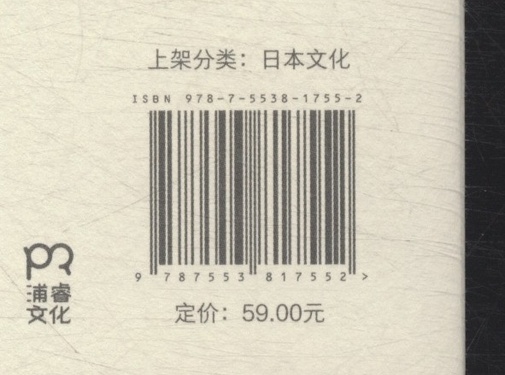 上架分类：日本文化
ISBN 978-7-5538-1755-2
9 787553 817552 >
浦睿
文化
定价：59.00元